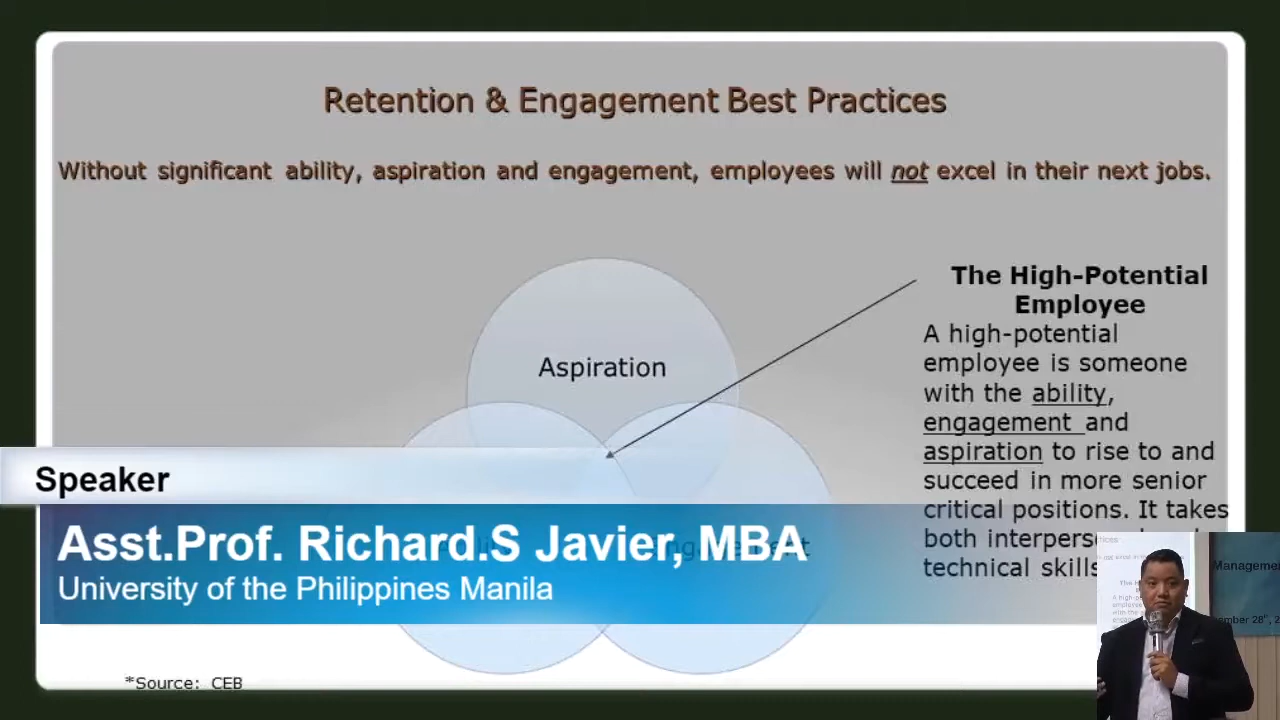 Retention & Engagement Best Practices
Without significant ability, aspiration and engagement, employees will not excel in their next jobs.
The High-Potential
Employee
A high-potential
employee is someone
with the ability,
engagement and
aspiration to rise to and
succeed in more senior
critical positions. It takes
both
technical skills
Aspiration
Speaker
Asst.Prof. Richard.S Javier, MBA
University of the Philippines Manila
*Source: CEB